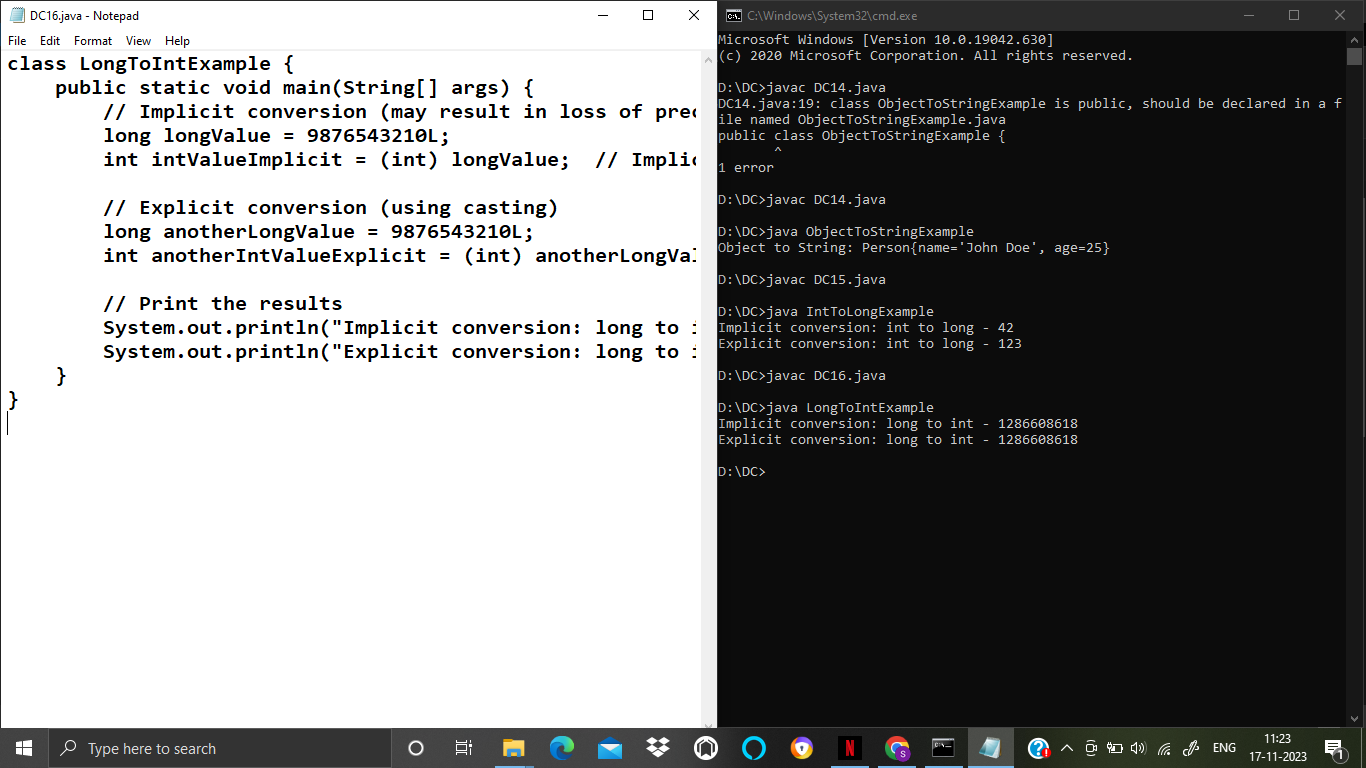 DC16.java - Notepad
File Edit Format View Help
class LongToIntExample {
public static void main(String[] args) {
// Implicit conversion (may result in loss of prec
long longValue = 9876543210L;
int intValueImplicit = (int) longValue;  // Implic
// Explicit conversion (using casting)
long anotherLongValue = 9876543210L;
int anotherIntValueExplicit = (int) anotherLongVal
// Print the results
System.out.println("Implicit conversion: long to i
System.out.println("Explicit conversion: long to i
}
}
C:\Windows\System32\cmd.exe
Microsoft Windows [Version 10.0.19042.630]
(c) 2020 Microsoft Corporation. All rights reserved.
D:\DC>javac DC14.java
DC14.java:19: class ObjectToStringExample is public, should be declared in a f
ile named ObjectToStringExample.java
public class ObjectToStringExample {
^
1 error
D:\DC>javac DC14.java
D:\DC>java ObjectToStringExample
Object to String: Person{name='John Doe', age=25}
D:\DC>javac DC15.java
D:\DC>java IntToLongExample
Implicit conversion: int to long - 42
Explicit conversion: int to long - 123
D:\DC>javac DC16.java
D:\DC>java LongToIntExample
Implicit conversion: long to int - 1286608618
Explicit conversion: long to int - 1286608618
D:\DC>
Type here to search
ENG
11:23
17-11-2023
1